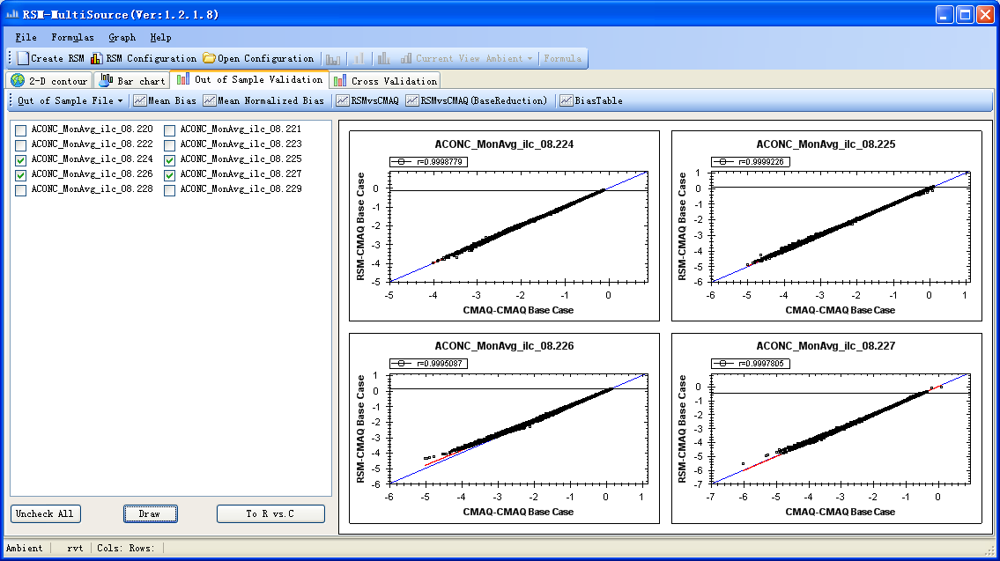 RSM-MultiSource(Ver:1.2.1.8)
File Formulas Graph Help
Create RSM RSM Configuration Open Configuration Current View Ambient Formula
2-D contour Bar chart Out of Sample Validation Cross Validation
Out of Sample File Mean Bias Mean Normalized Bias RSMvsCMAQ RSMvsCMAQ(BaseReduction) BiasTable
ACONC_MonAvg_ilc_08.220 ACONC_MonAvg_ilc_08.221
ACONC_MonAvg_ilc_08.222 ACONC_MonAvg_ilc_08.223
ACONC_MonAvg_ilc_08.224 ACONC_MonAvg_ilc_08.225
ACONC_MonAvg_ilc_08.226 ACONC_MonAvg_ilc_08.227
ACONC_MonAvg_ilc_08.228 ACONC_MonAvg_ilc_08.229
Uncheck All Draw To R vs.C
ACONC_MonAvg_ilc_08.224
r=0.9998779
RSM-CMAQ Base Case
0
-1
-2
-3
-4
-5
-5 -4 -3 -2 -1 0
CMAQ-CMAQ Base Case
ACONC_MonAvg_ilc_08.225
r=0.9999226
RSM-CMAQ Base Case
1
0
-1
-2
-3
-4
-5
-6
-6 -5 -4 -3 -2 -1 0 1
CMAQ-CMAQ Base Case
ACONC_MonAvg_ilc_08.226
r=0.9995087
RSM-CMAQ Base Case
1
0
-1
-2
-3
-4
-5
-6
-6 -5 -4 -3 -2 -1 0 1
CMAQ-CMAQ Base Case
ACONC_MonAvg_ilc_08.227
r=0.9997805
RSM-CMAQ Base Case
0
-1
-2
-3
-4
-5
-6
-7
-7 -6 -5 -4 -3 -2 -1 0
CMAQ-CMAQ Base Case
Ambient rvt Cols: Rows: